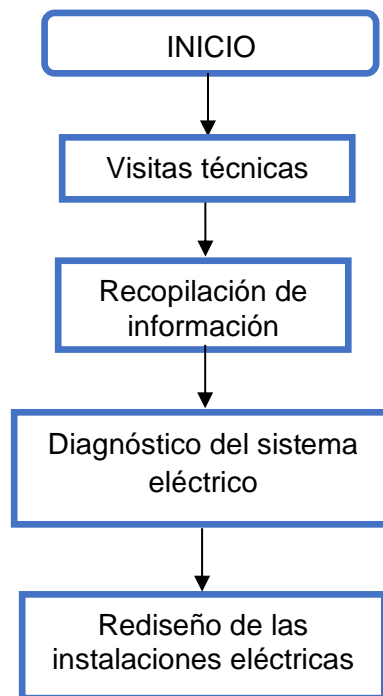 INICIO
Visitas técnicas
Recopilación de
información
Diagnóstico del sistema
eléctrico
Rediseño de las
instalaciones eléctricas